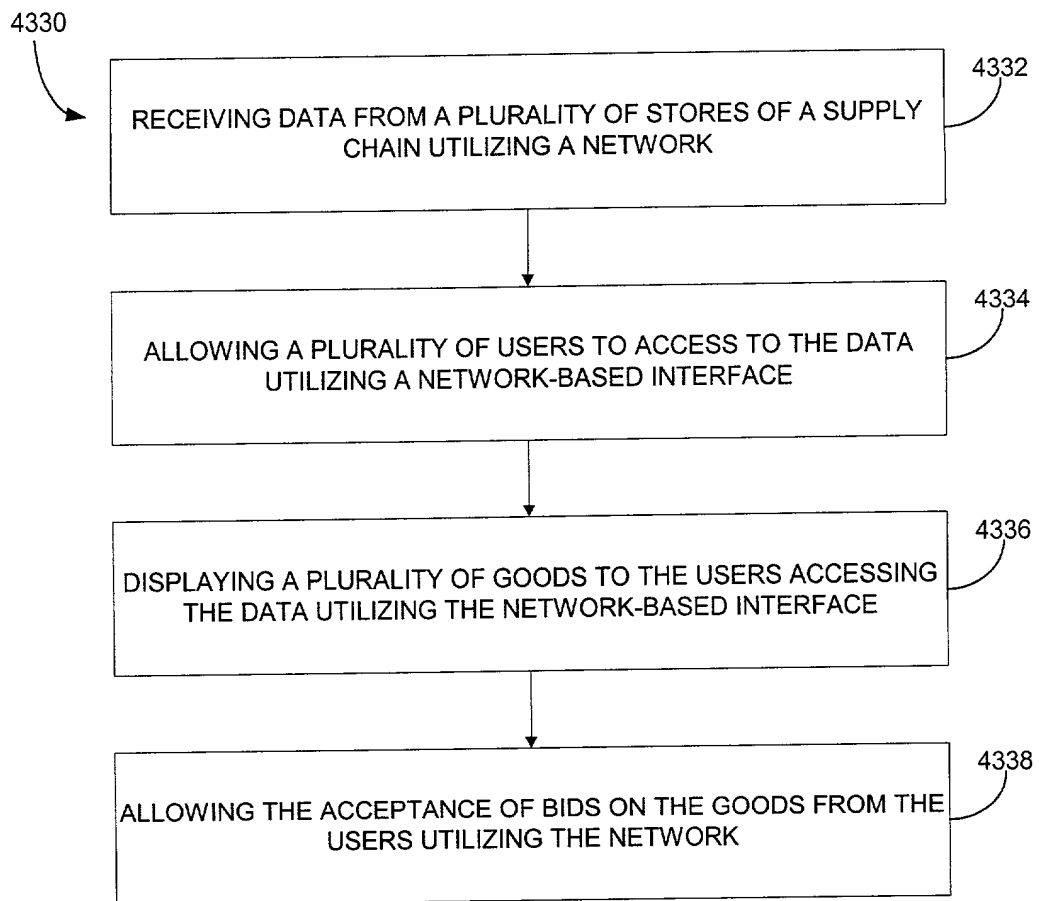 4330
4332
RECEIVING DATA FROM A PLURALITY OF STORES OF A SUPPLY
CHAIN UTILIZING A NETWORK
4334
ALLOWING A PLURALITY OF USERS TO ACCESS TO THE DATA
UTILIZING A NETWORK-BASED INTERFACE
4336
DISPLAYING A PLURALITY OF GOODS TO THE USERS ACCESSING
THE DATA UTILIZING THE NETWORK-BASED INTERFACE
4338
ALLOWING THE ACCEPTANCE OF BIDS ON THE GOODS FROM THE
USERS UTILIZING THE NETWORK